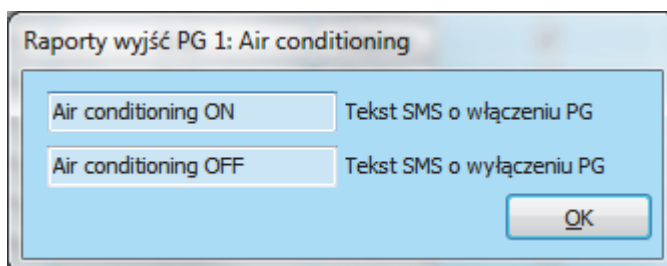 Raporty wyjść PG 1: Air conditioning
Air conditioning ON Tekst SMS o włączeniu PG
Air conditioning OFF Tekst SMS o wyłączeniu PG
OK